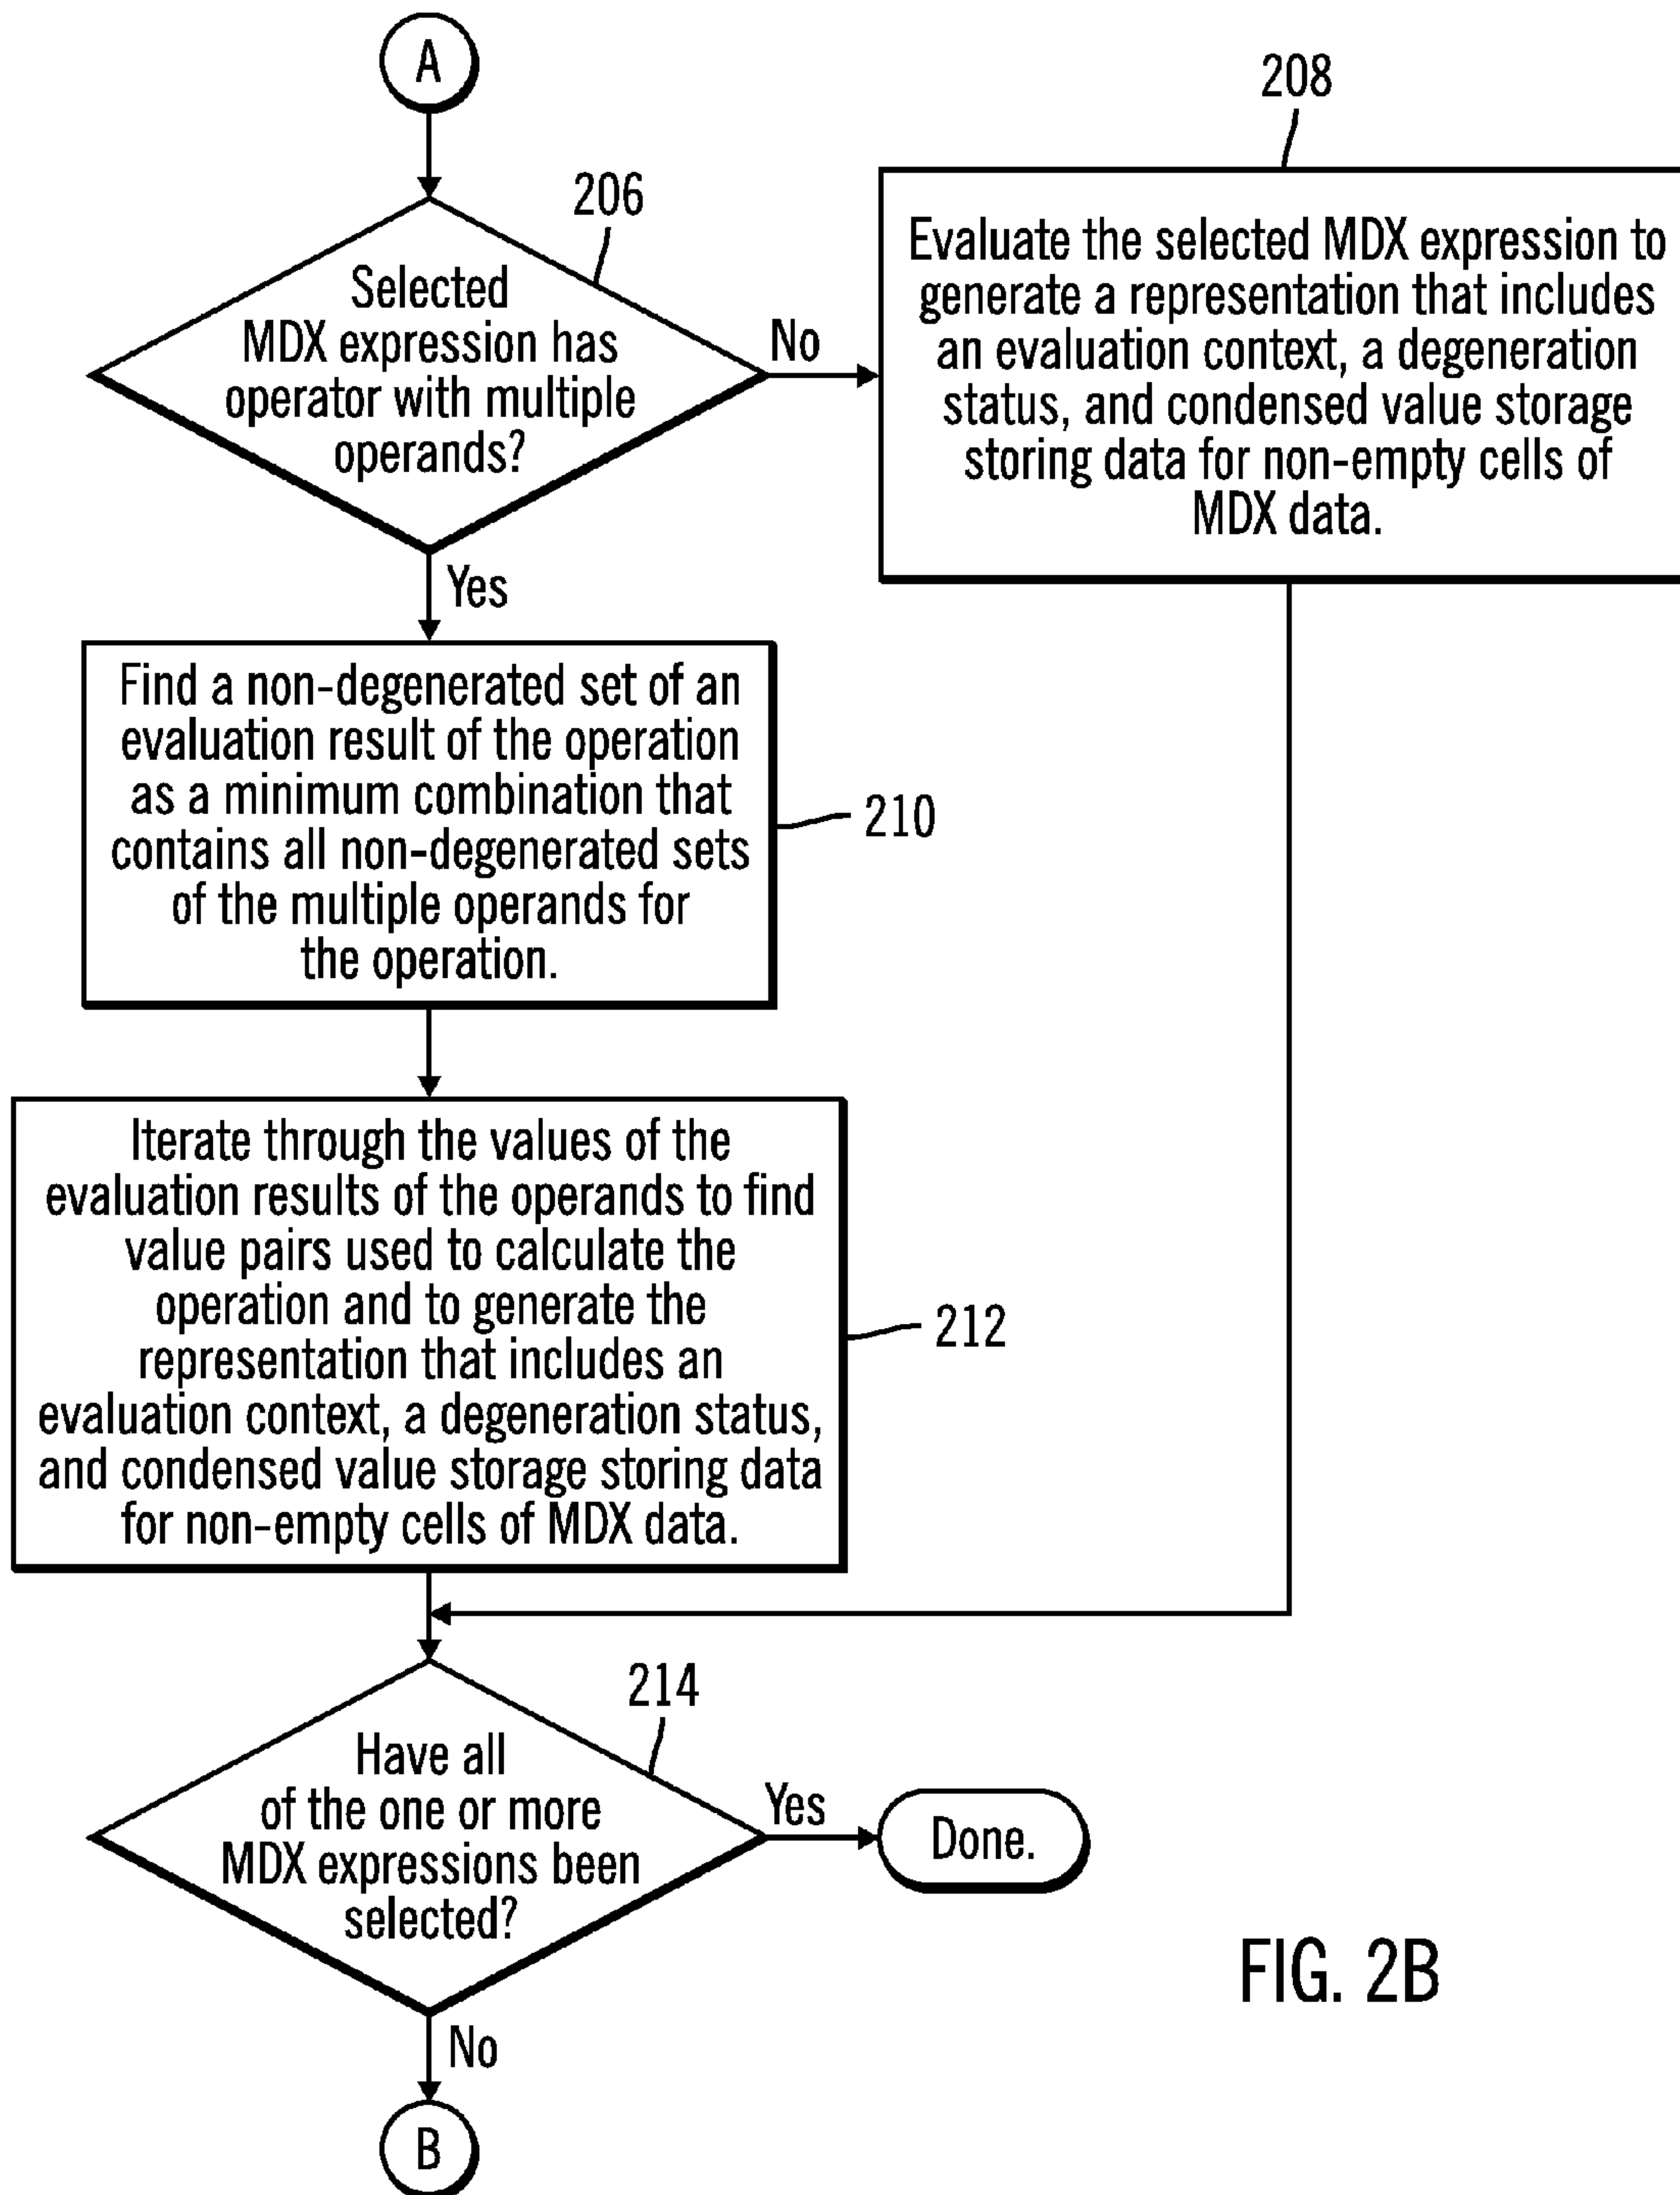 A
206
Selected
MDX expression has
operator with multiple
operands?
No
208
Evaluate the selected MDX expression to
generate a representation that includes
an evaluation context, a degeneration
status, and condensed value storage
storing data for non-empty cells of
MDX data.
Yes
Find a non-degenerated set of an
evaluation result of the operation
as a minimum combination that
contains all non-degenerated sets
of the multiple operands for
the operation.
210
Iterate through the values of the
evaluation results of the operands to find
value pairs used to calculate the
operation and to generate the
representation that includes an
evaluation context, a degeneration status,
and condensed value storage storing data
for non-empty cells of MDX data.
212
214
Have all
of the one or more
MDX expressions been
selected?
Yes
Done.
No
B
FIG. 2B